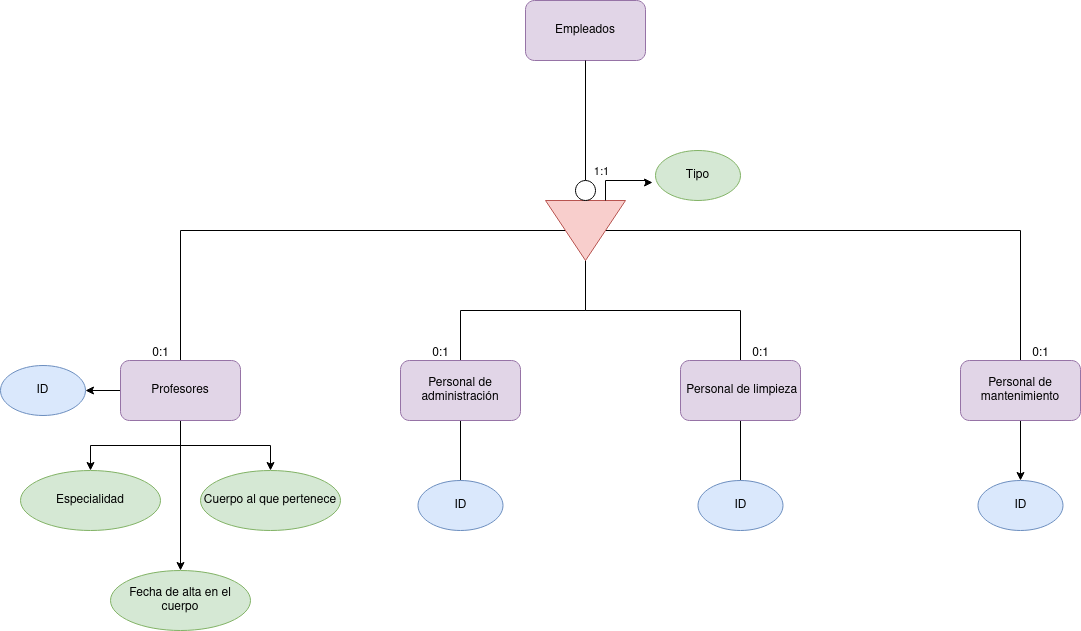 Empleados
1:1
Tipo
0:1
0:1
0:1
0:1
ID
Profesores
Personal de
administración
Personal de limpieza
Personal de
mantenimiento
Especialidad
Cuerpo al que pertenece
ID
ID
ID
Fecha de alta en el
cuerpo